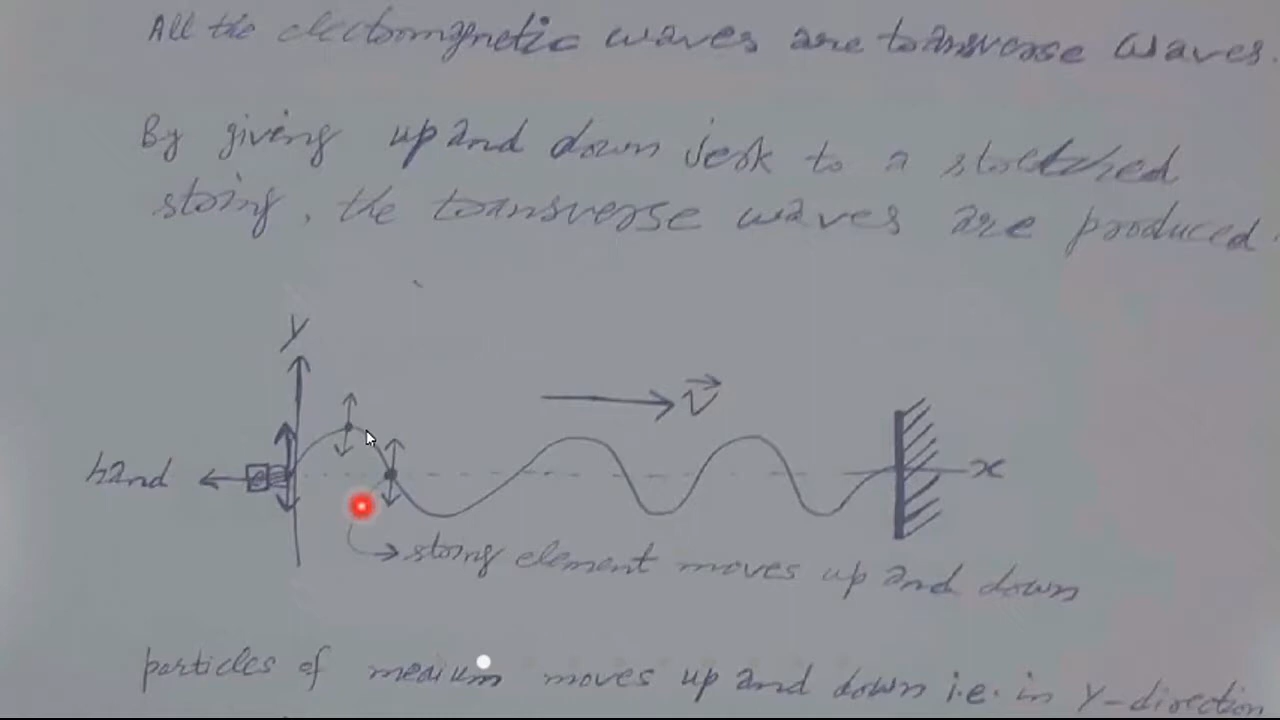 All the electromagnetic waves are transverse waves.
By giving up and down jerk to a stretched
string, the transverse waves are produced.
y
v
hand
x
string element moves up and down
particles of medium moves up and down i.e. in y-direction